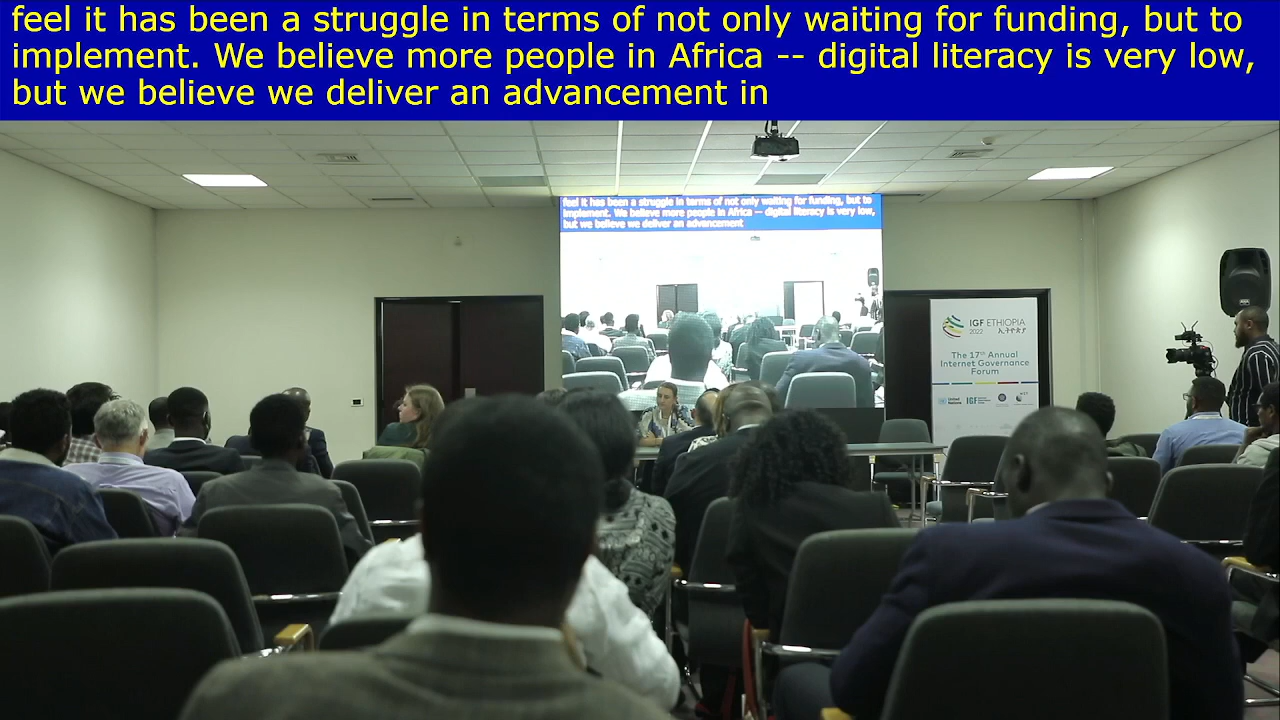 feel it has been a struggle in terms of not only waiting for funding, but to
implement. We believe more people in Africa -- digital literacy is very low,
but we believe we deliver an advancement in
feel it has been a struggle in terms of not only waiting for funding, but to
implement. We believe more people in Africa -- digital literacy is very low,
but we believe we deliver an advancement
IGF ETHIOPIA
2022 ኢትዮጵያ
The 17th Annual
Internet Governance
Forum
United
Nations
IGF